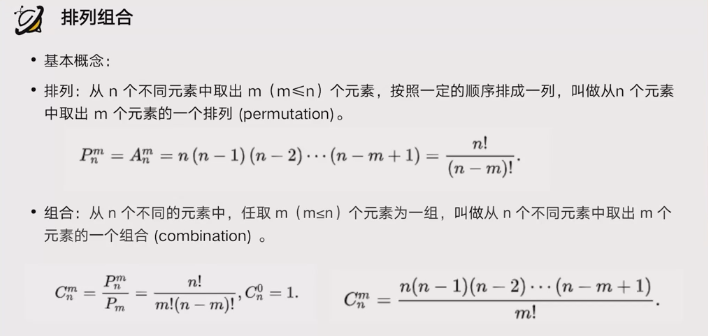 排列组合
• 基本概念：
• 排列：从 n 个不同元素中取出 m（m⩽n）个元素，按照一定的顺序排成一列，叫做从n 个元素
中取出 m 个元素的一个排列 (permutation)。
$P_n^m = A_n^m = n(n-1)(n-2)\cdots(n-m+1) = \frac{n!}{(n-m)!}.$
• 组合：从 n 个不同的元素中，任取 m（m≤n）个元素为一组，叫做从 n 个不同元素中取出 m 个
元素的一个组合 (combination) 。
$C_n^m = \frac{P_n^m}{P_m} = \frac{n!}{m!(n-m)!}, C_n^0 = 1.$
$C_n^m = \frac{n(n-1)(n-2)\cdots(n-m+1)}{m!}.$